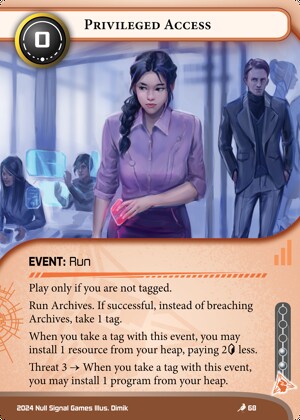 0
PRIVILEGED ACCESS
EVENT: Run
Play only if you are not tagged.
Run Archives. If successful, instead of breaching
Archives, take 1 tag.
When you take a tag with this event, you may
install 1 resource from your heap, paying 2 less.
Threat 3 → When you take a tag with this event,
you may install 1 program from your heap.
2024 Null Signal Games Illus. Dimik
68